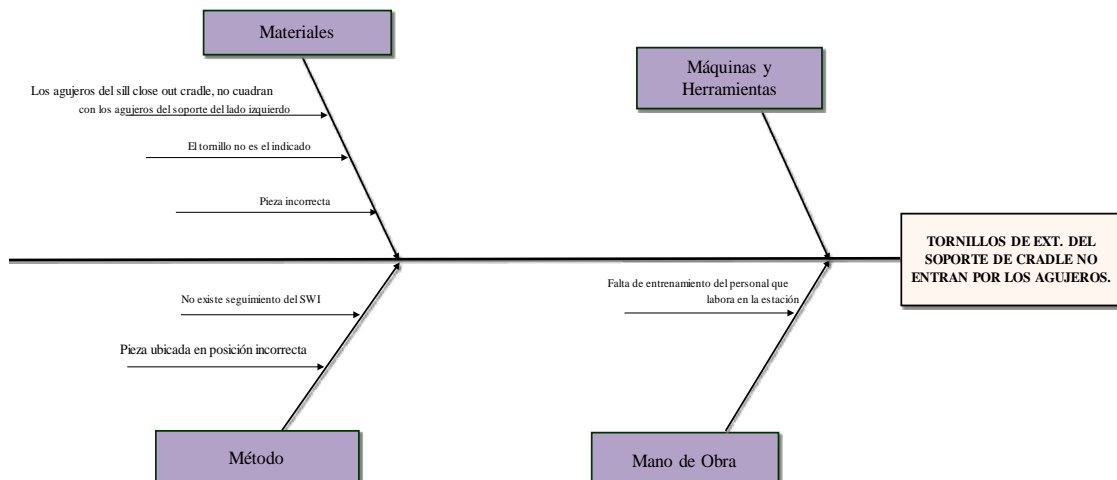 Materiales
Máquinas y
Herramientas
Los agujeros del sill close out cradle, no cuadran
con los agujeros del soporte del lado izquierdo
El tornillo no es el indicado
Pieza incorrecta
TORNILLOS DE EXT. DEL
SOPORTE DE CRADLE NO
ENTRAN POR LOS AGUJEROS.
No existe seguimiento del SWI
Pieza ubicada en posición incorrecta
Falta de entrenamiento del personal que
labora en la estación
Método
Mano de Obra